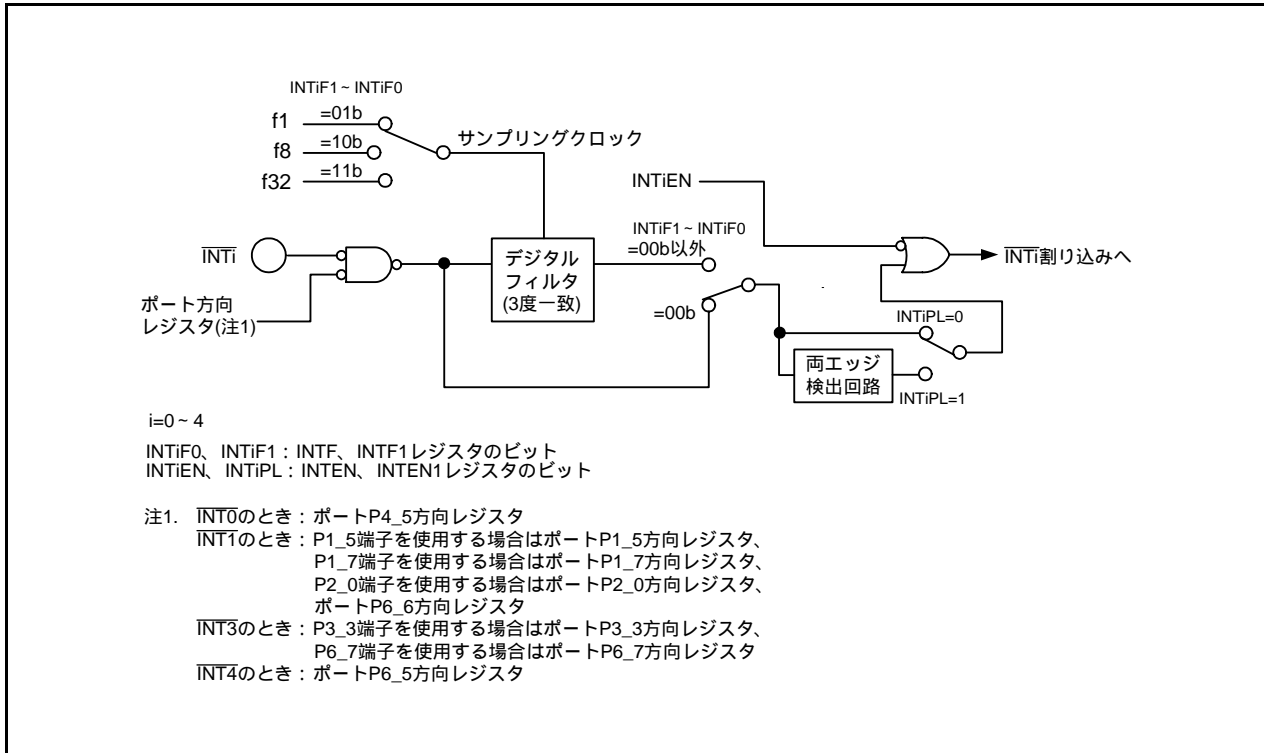 INTiF1~INTiF0
f1
=01b
f8
=10b
f32
=11b
サンプリングクロック
INTiEN
INTi
ポート方向
レジスタ(注1)
デジタル
フィルタ
(3度一致)
INTiF1~INTiF0
=00b以外
=00b
INTi割り込みへ
INTiPL=0
両エッジ
検出回路
INTiPL=1
i=0~4
INTiF0、INTiF1:INTF、INTF1レジスタのビット
INTiEN、INTiPL:INTEN、INTEN1レジスタのビット
注1. INT0のとき:ポートP4_5方向レジスタ
INT1のとき:P1_5端子を使用する場合はポートP1_5方向レジスタ、
P1_7端子を使用する場合はポートP1_7方向レジスタ、
P2_0端子を使用する場合はポートP2_0方向レジスタ、
ポートP6_6方向レジスタ
INT3のとき:P3_3端子を使用する場合はポートP3_3方向レジスタ、
P6_7端子を使用する場合はポートP6_7方向レジスタ
INT4のとき:ポートP6_5方向レジスタ